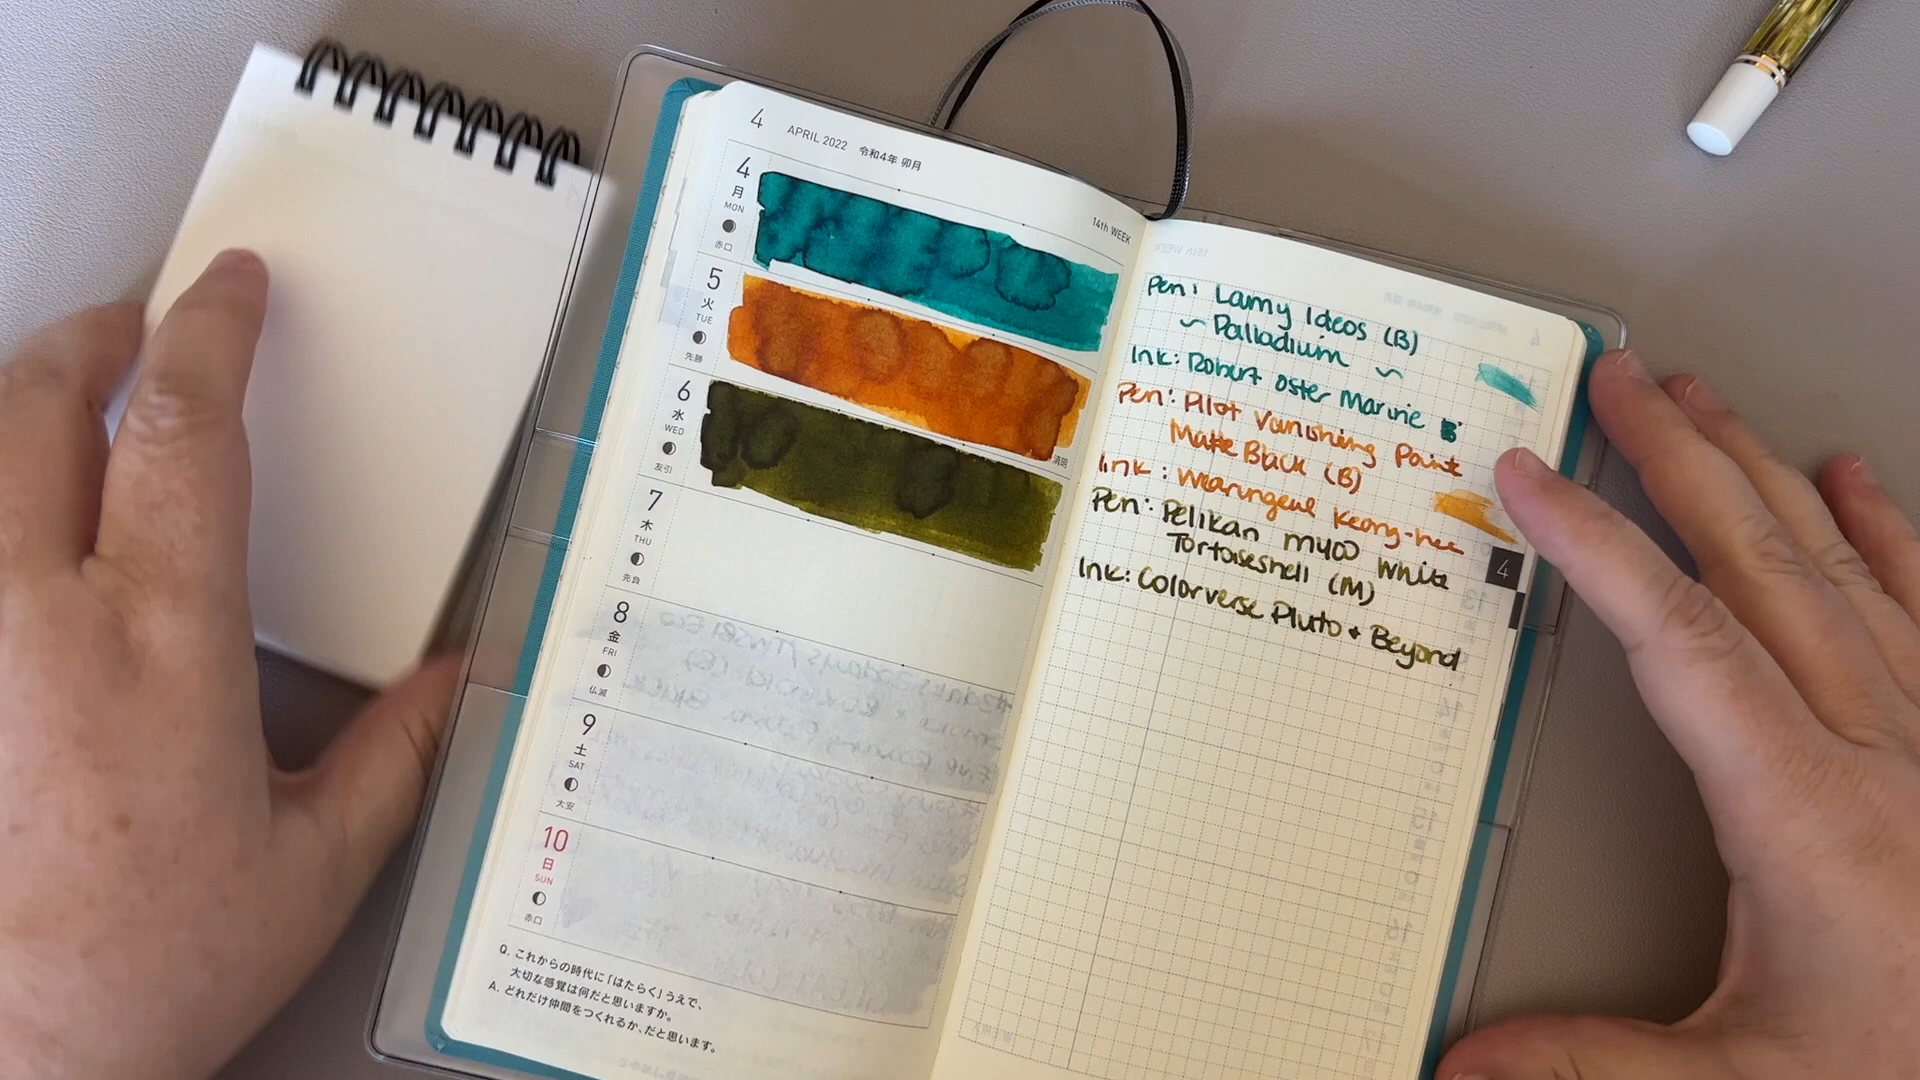 4 APRIL 2022 令和4年 卯月
14th WEEK
4
月
MON
赤口
5
火
TUE
先勝
清明
6
水
WED
友引
7
木
THU
先負
8
金
FRI
仏滅
9
土
SAT
大安
10
日
SUN
赤口
Q. これからの時代に「はたらく」うえで、
大切な感覚は何だと思いますか。
A. どれだけ仲間をつくれるか、だと思います。
Pen: Lamy Ideos (B)
~ Palladium ~
Ink: Robert Oster Marine
Pen: Pilot Vanishing Point
Matte Black (B)
Ink: Wearingeul Keong-hee
Pen: Pelikan M400 White
Tortoiseshell (M)
Ink: Colorverse Pluto + Beyond
4